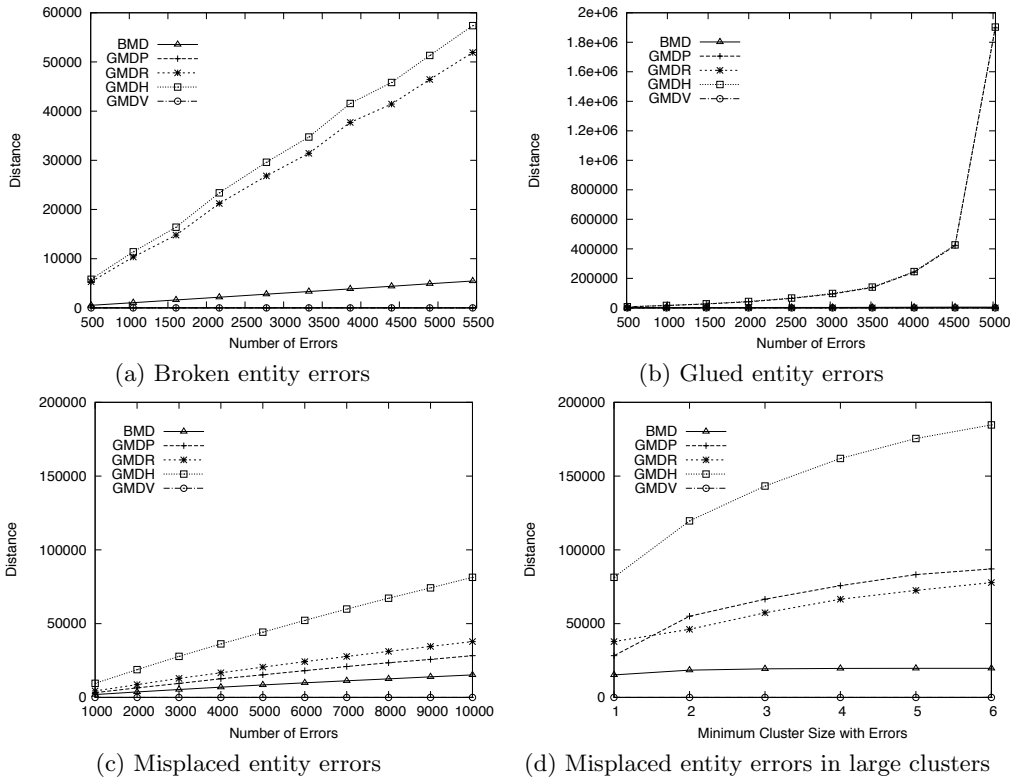 60000
50000
40000
30000
20000
10000
0
Distance
BMD
GMDP
GMDR
GMDH
GMDV
500 1000 1500 2000 2500 3000 3500 4000 4500 5000 5500
Number of Errors
(a) Broken entity errors
2e+06
1.8e+06
1.6e+06
1.4e+06
1.2e+06
1e+06
800000
600000
400000
200000
0
Distance
BMD
GMDP
GMDR
GMDH
GMDV
500 1000 1500 2000 2500 3000 3500 4000 4500 5000
Number of Errors
(b) Glued entity errors
200000
150000
100000
50000
0
Distance
BMD
GMDP
GMDR
GMDH
GMDV
1000 2000 3000 4000 5000 6000 7000 8000 9000 10000
Number of Errors
(c) Misplaced entity errors
200000
150000
100000
50000
0
Distance
BMD
GMDP
GMDR
GMDH
GMDV
1 2 3 4 5 6
Minimum Cluster Size with Errors
(d) Misplaced entity errors in large clusters